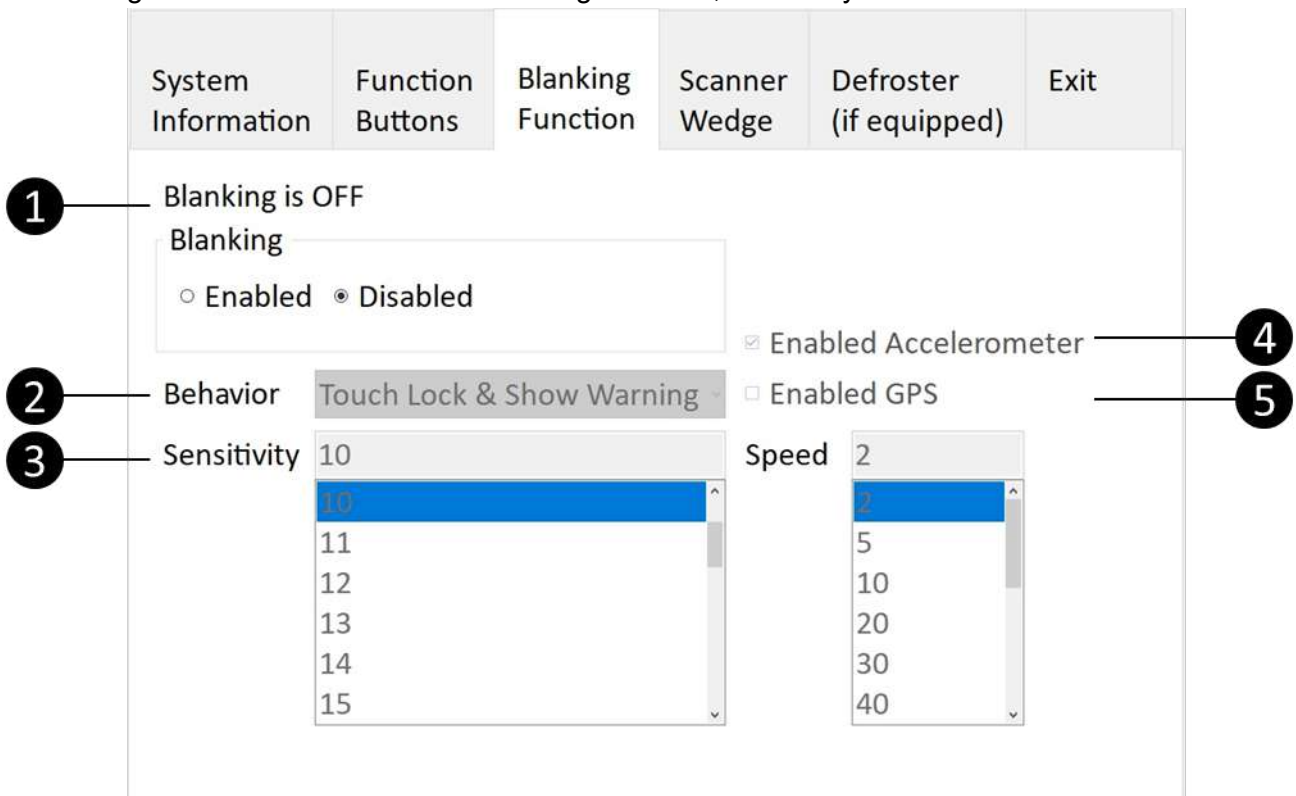 System Information
Function Buttons
Blanking Function
Scanner Wedge
Defroster (if equipped)
Exit
1
Blanking is OFF
Blanking
Enabled
Disabled
Enabled Accelerometer
4
2
Behavior
Touch Lock & Show Warning
Enabled GPS
5
3
Sensitivity
10
Speed
2
10
2
11
5
12
10
13
20
14
30
15
40